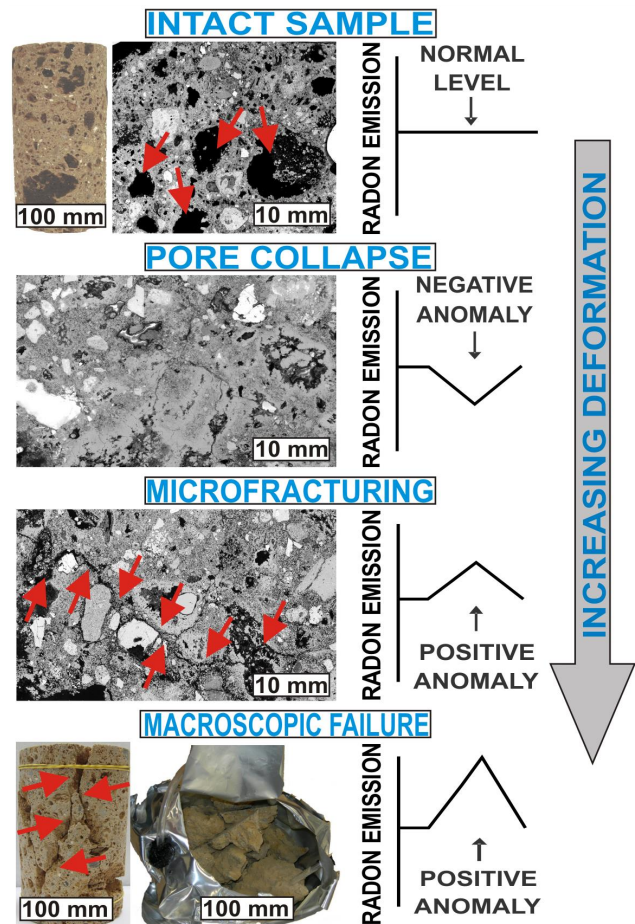 INTACT SAMPLE
100 mm
10 mm
RADON EMISSION
NORMAL
LEVEL
PORE COLLAPSE
10 mm
RADON EMISSION
NEGATIVE
ANOMALY
MICROFRACTURING
10 mm
RADON EMISSION
POSITIVE
ANOMALY
MACROSCOPIC FAILURE
100 mm
100 mm
RADON EMISSION
POSITIVE
ANOMALY
INCREASING DEFORMATION